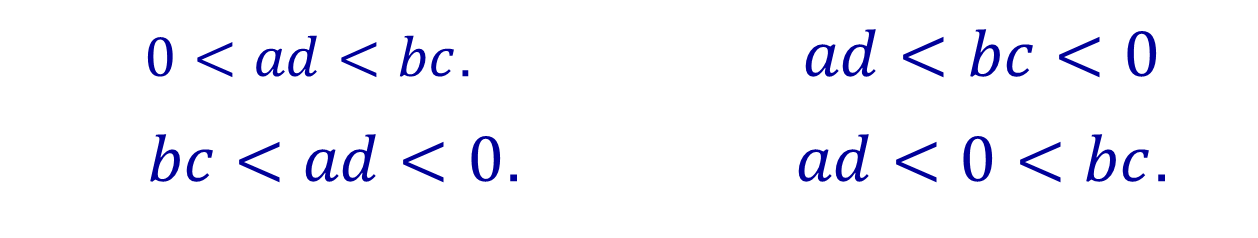 0 < ad < bc. ad < bc < 0
bc < ad < 0. ad < 0 < bc.